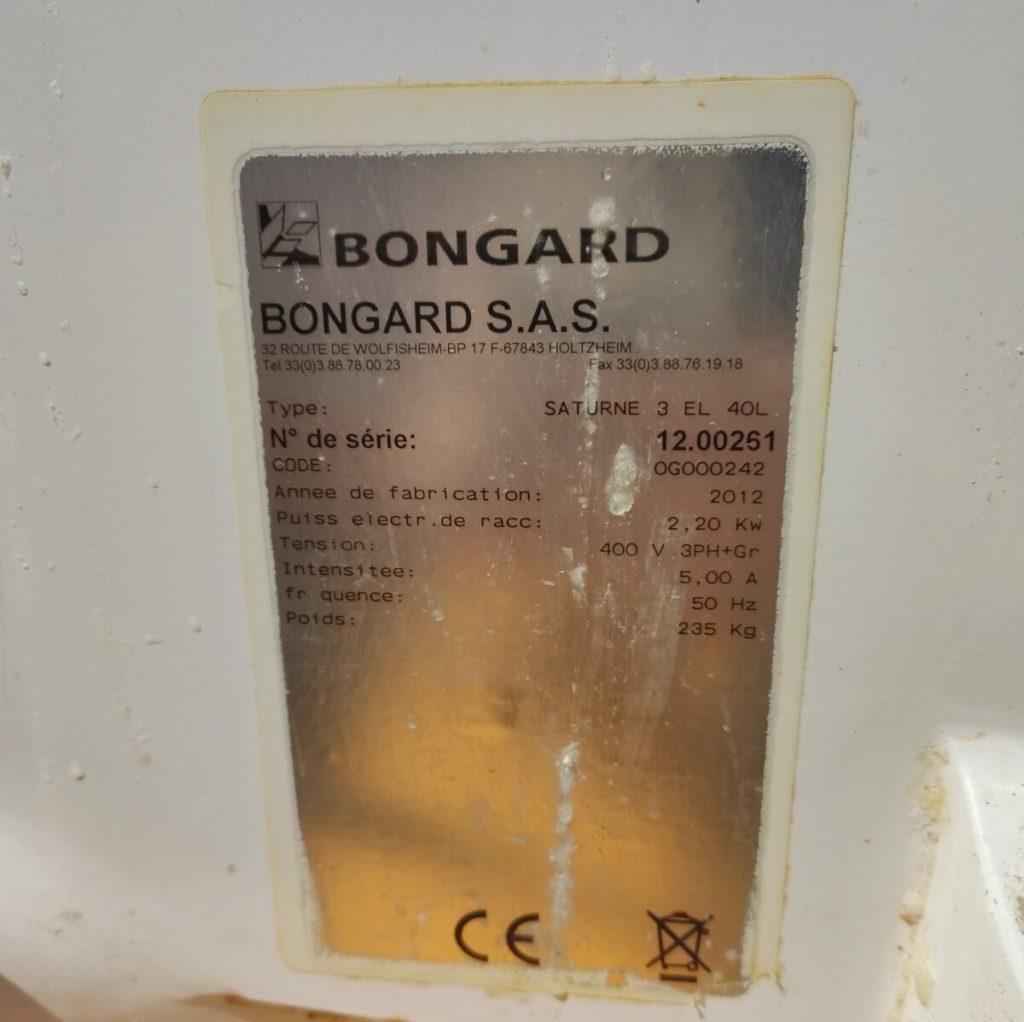 BONGARD
BONGARD S.A.S.
32 ROUTE DE WOLFISHEIM-BP 17 F-67843 HOLTZHEIM .
Tel 33(0)3.88.78.00.23 Fax 33(0)3.88.76.19.18
Type: SATURNE 3 EL 40L
N° de série: 12.00261
CODE: 0G000242
Annee de fabrication: 2012
Puiss electr.de racc: 2,20 Kw
Tension: 400 V 3PH+Gr
Intensitee: 5,00 A
fr quence: 50 Hz
Poids: 235 Kg
CE